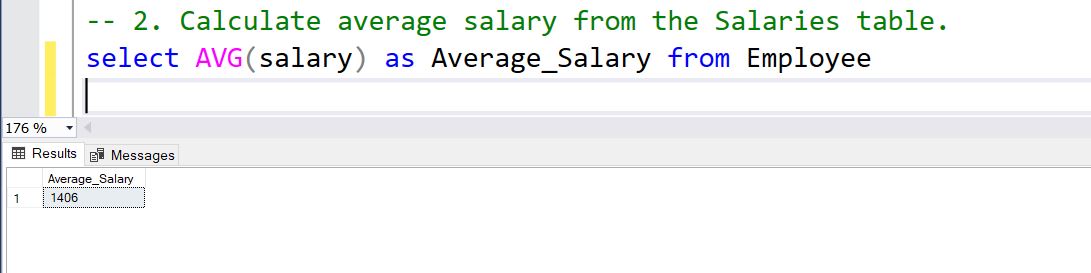 -- 2. Calculate average salary from the Salaries table.
select AVG(salary) as Average_Salary from Employee
176 %
Results Messages
Average_Salary
1 1406